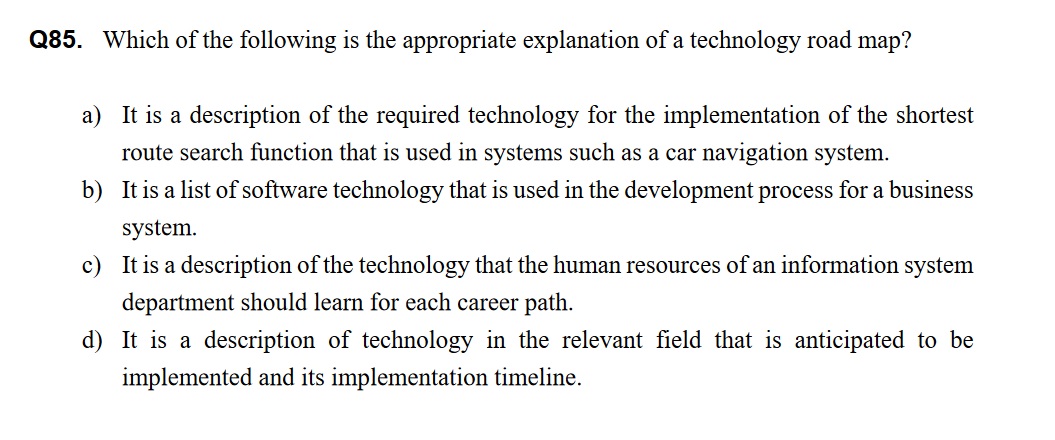 Q85. Which of the following is the appropriate explanation of a technology road map?
a) It is a description of the required technology for the implementation of the shortest
route search function that is used in systems such as a car navigation system.
b) It is a list of software technology that is used in the development process for a business
system.
c) It is a description of the technology that the human resources of an information system
department should learn for each career path.
d) It is a description of technology in the relevant field that is anticipated to be
implemented and its implementation timeline.